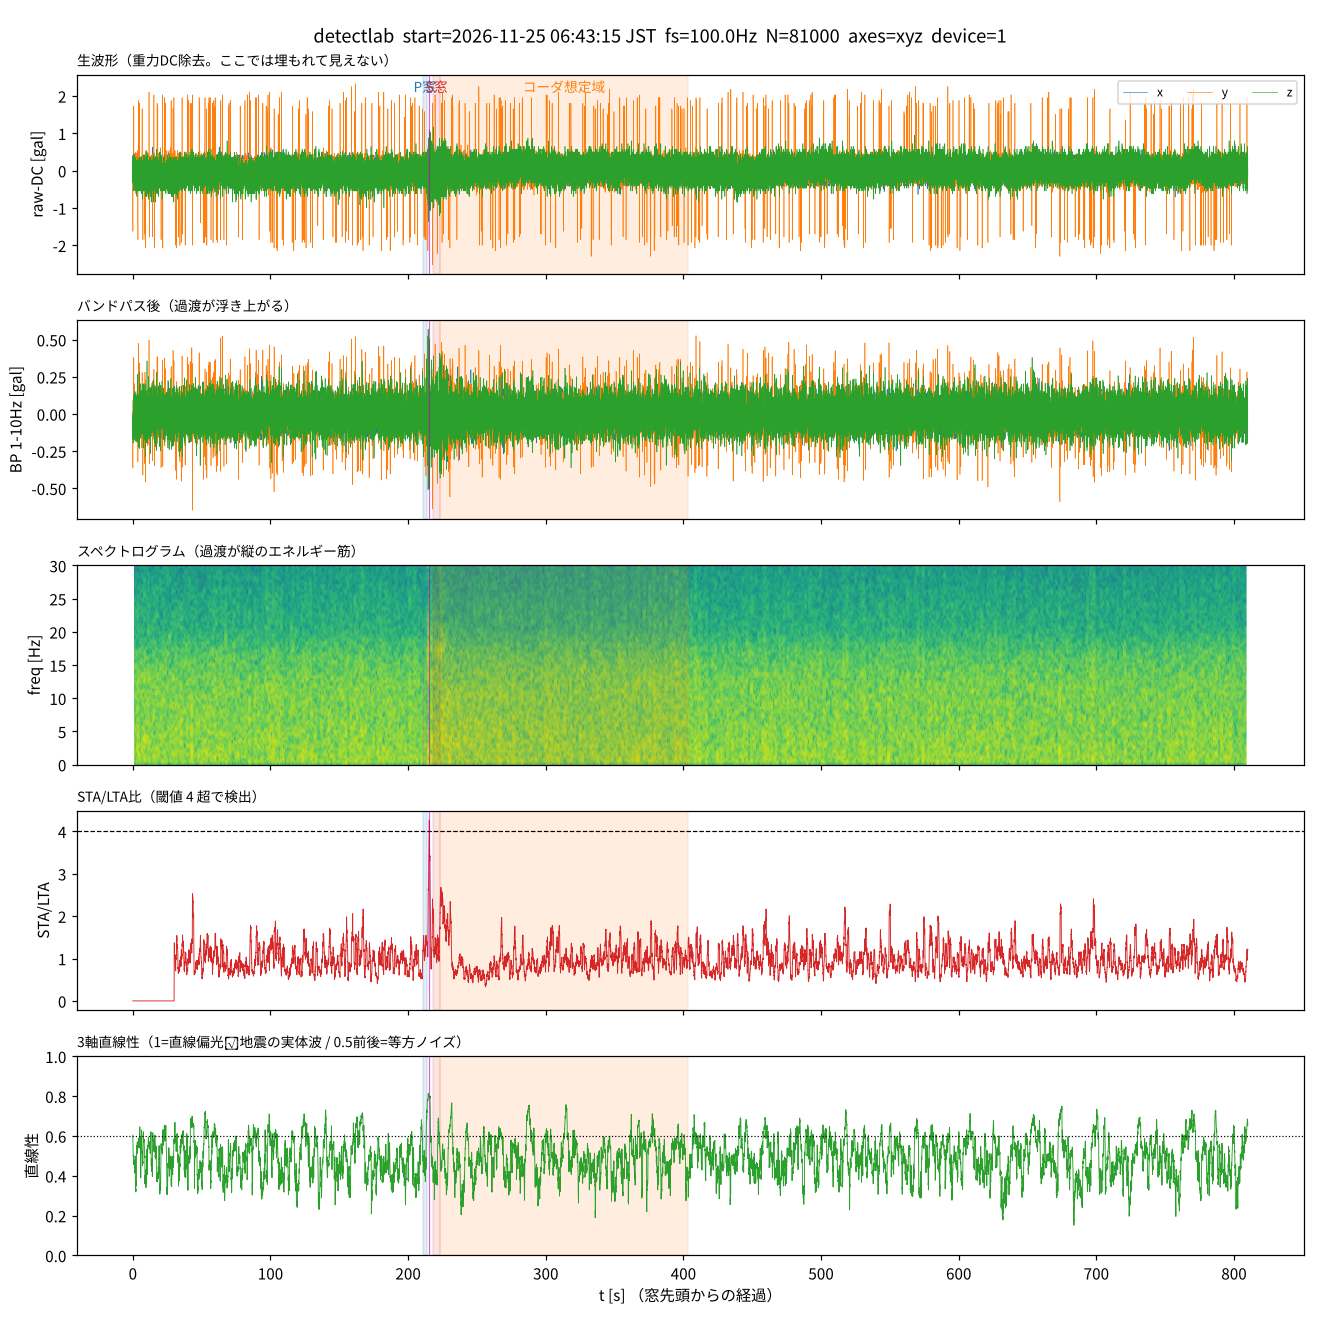 detectlab start=2026-11-25 06:43:15 JST fs=100.0Hz N=81000 axes=xyz device=1
生波形（重力DC除去。ここでは埋もれて見えない）
P窓
S窓
コーダ想定域
x y z
raw-DC [gal]
2
1
0
-1
-2
バンドパス後（過渡が浮き上がる）
BP 1-10Hz [gal]
0.50
0.25
0.00
-0.25
-0.50
スペクトログラム（過渡が縦のエネルギー筋）
freq [Hz]
30
25
20
15
10
5
0
STA/LTA比（閾値４超で検出）
STA/LTA
4
3
2
1
0
3軸直線性（1=直線偏光 地震の実体波 / 0.5前後=等方ノイズ）
直線性
1.0
0.8
0.6
0.4
0.2
0.0
0 100 200 300 400 500 600 700 800
t [s] （窓先頭からの経過）